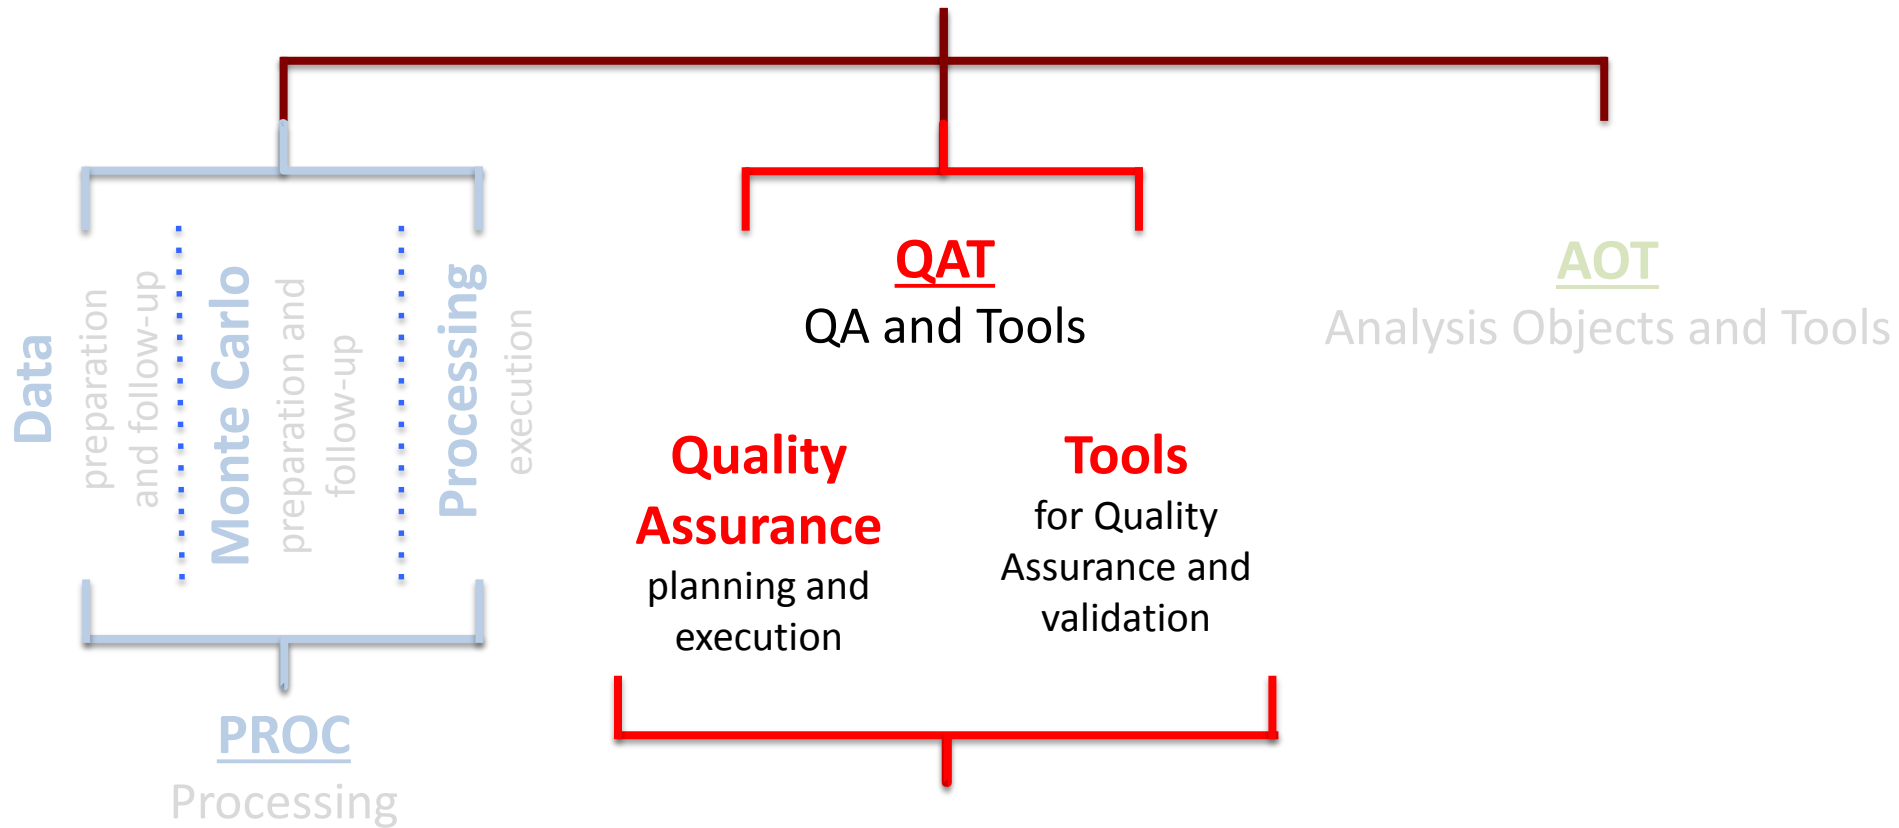 Data
preparation
and follow-up
Monte Carlo
preparation and
follow-up
Processing
execution
PROC
Processing
QAT
QA and Tools
Quality
Assurance
planning and
execution
Tools
for Quality
Assurance and
validation
AOT
Analysis Objects and Tools